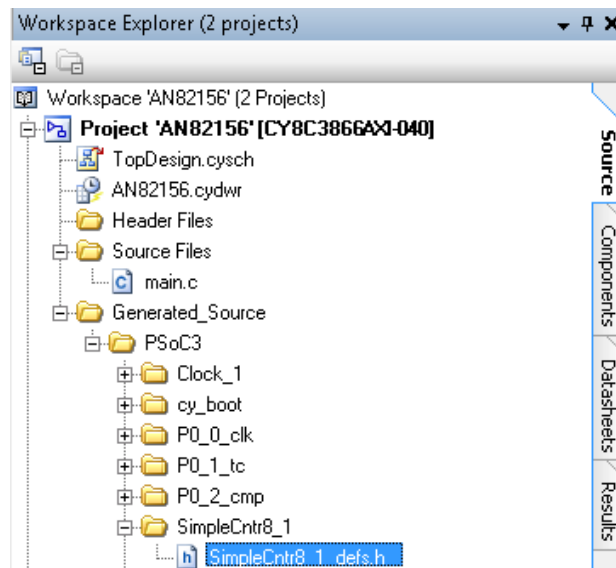 Workspace Explorer (2 projects)
Workspace 'AN82156' (2 Projects)
Project 'AN82156' [CY8C3866AXI-040]
TopDesign.cysch
AN82156.cydwr
Header Files
Source Files
main.c
Generated_Source
PSoC3
Clock_1
cy_boot
P0_0_clk
P0_1_tc
P0_2_cmp
SimpleCntr8_1
SimpleCntr8_1_defs.h
Source
Components
Datasheets
Results